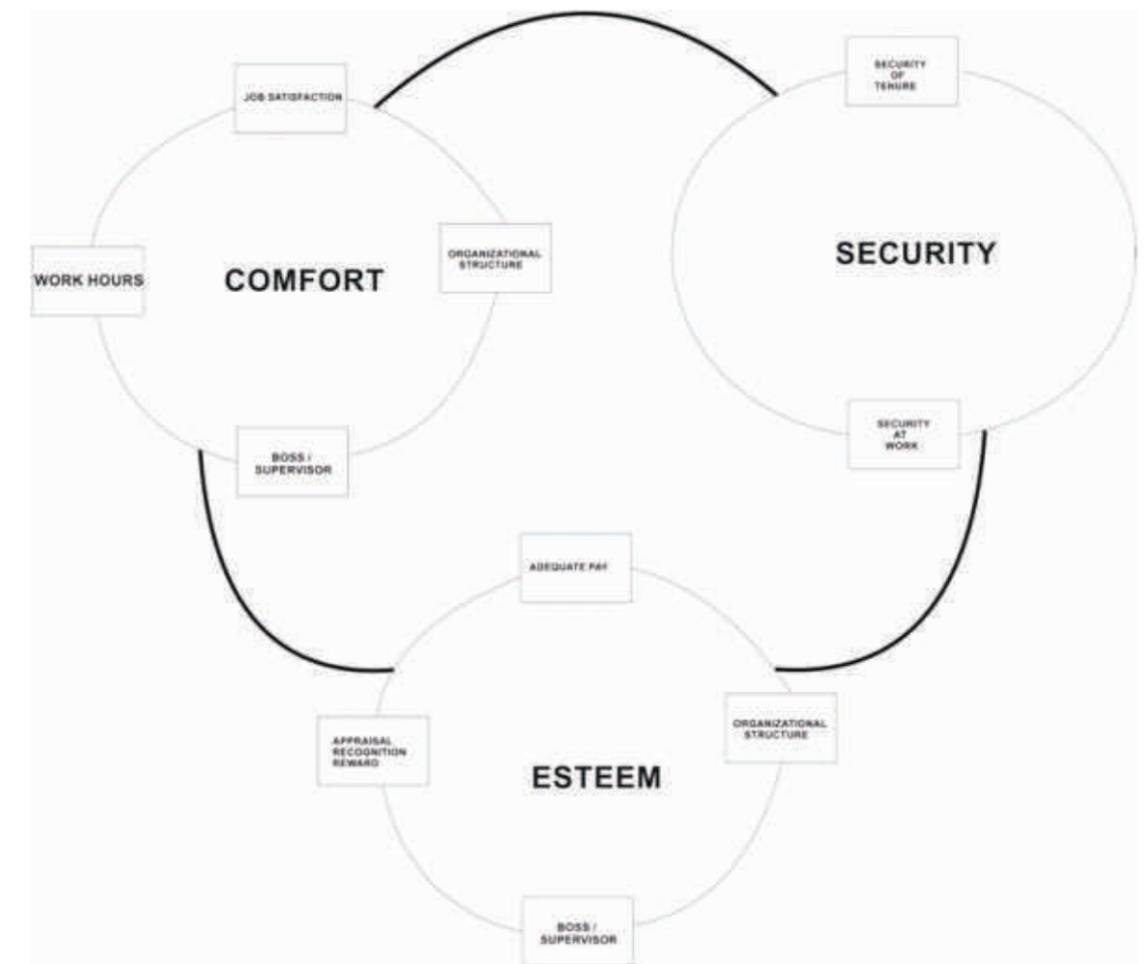 JOB SATISFACTION
WORK HOURS
COMFORT
ORGANIZATIONAL
STRUCTURE
BOSS /
SUPERVISOR
SECURITY
OF
TENURE
SECURITY
SECURITY
AT
WORK
ADEQUATE PAY
APPRAISAL
RECOGNITION
REWARD
ESTEEM
ORGANIZATIONAL
STRUCTURE
BOSS /
SUPERVISOR